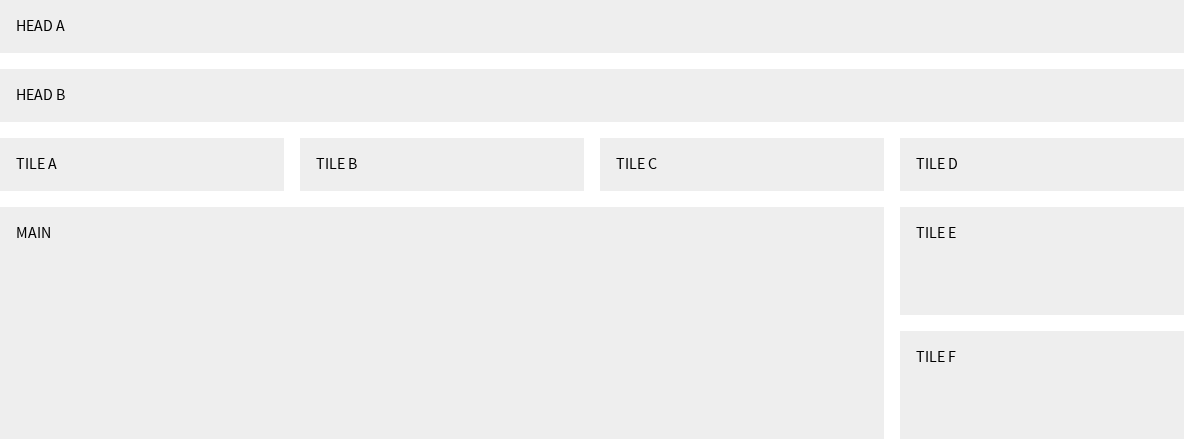 HEAD A
HEAD B
TILE A
TILE B
TILE C
TILE D
MAIN
TILE E
TILE F